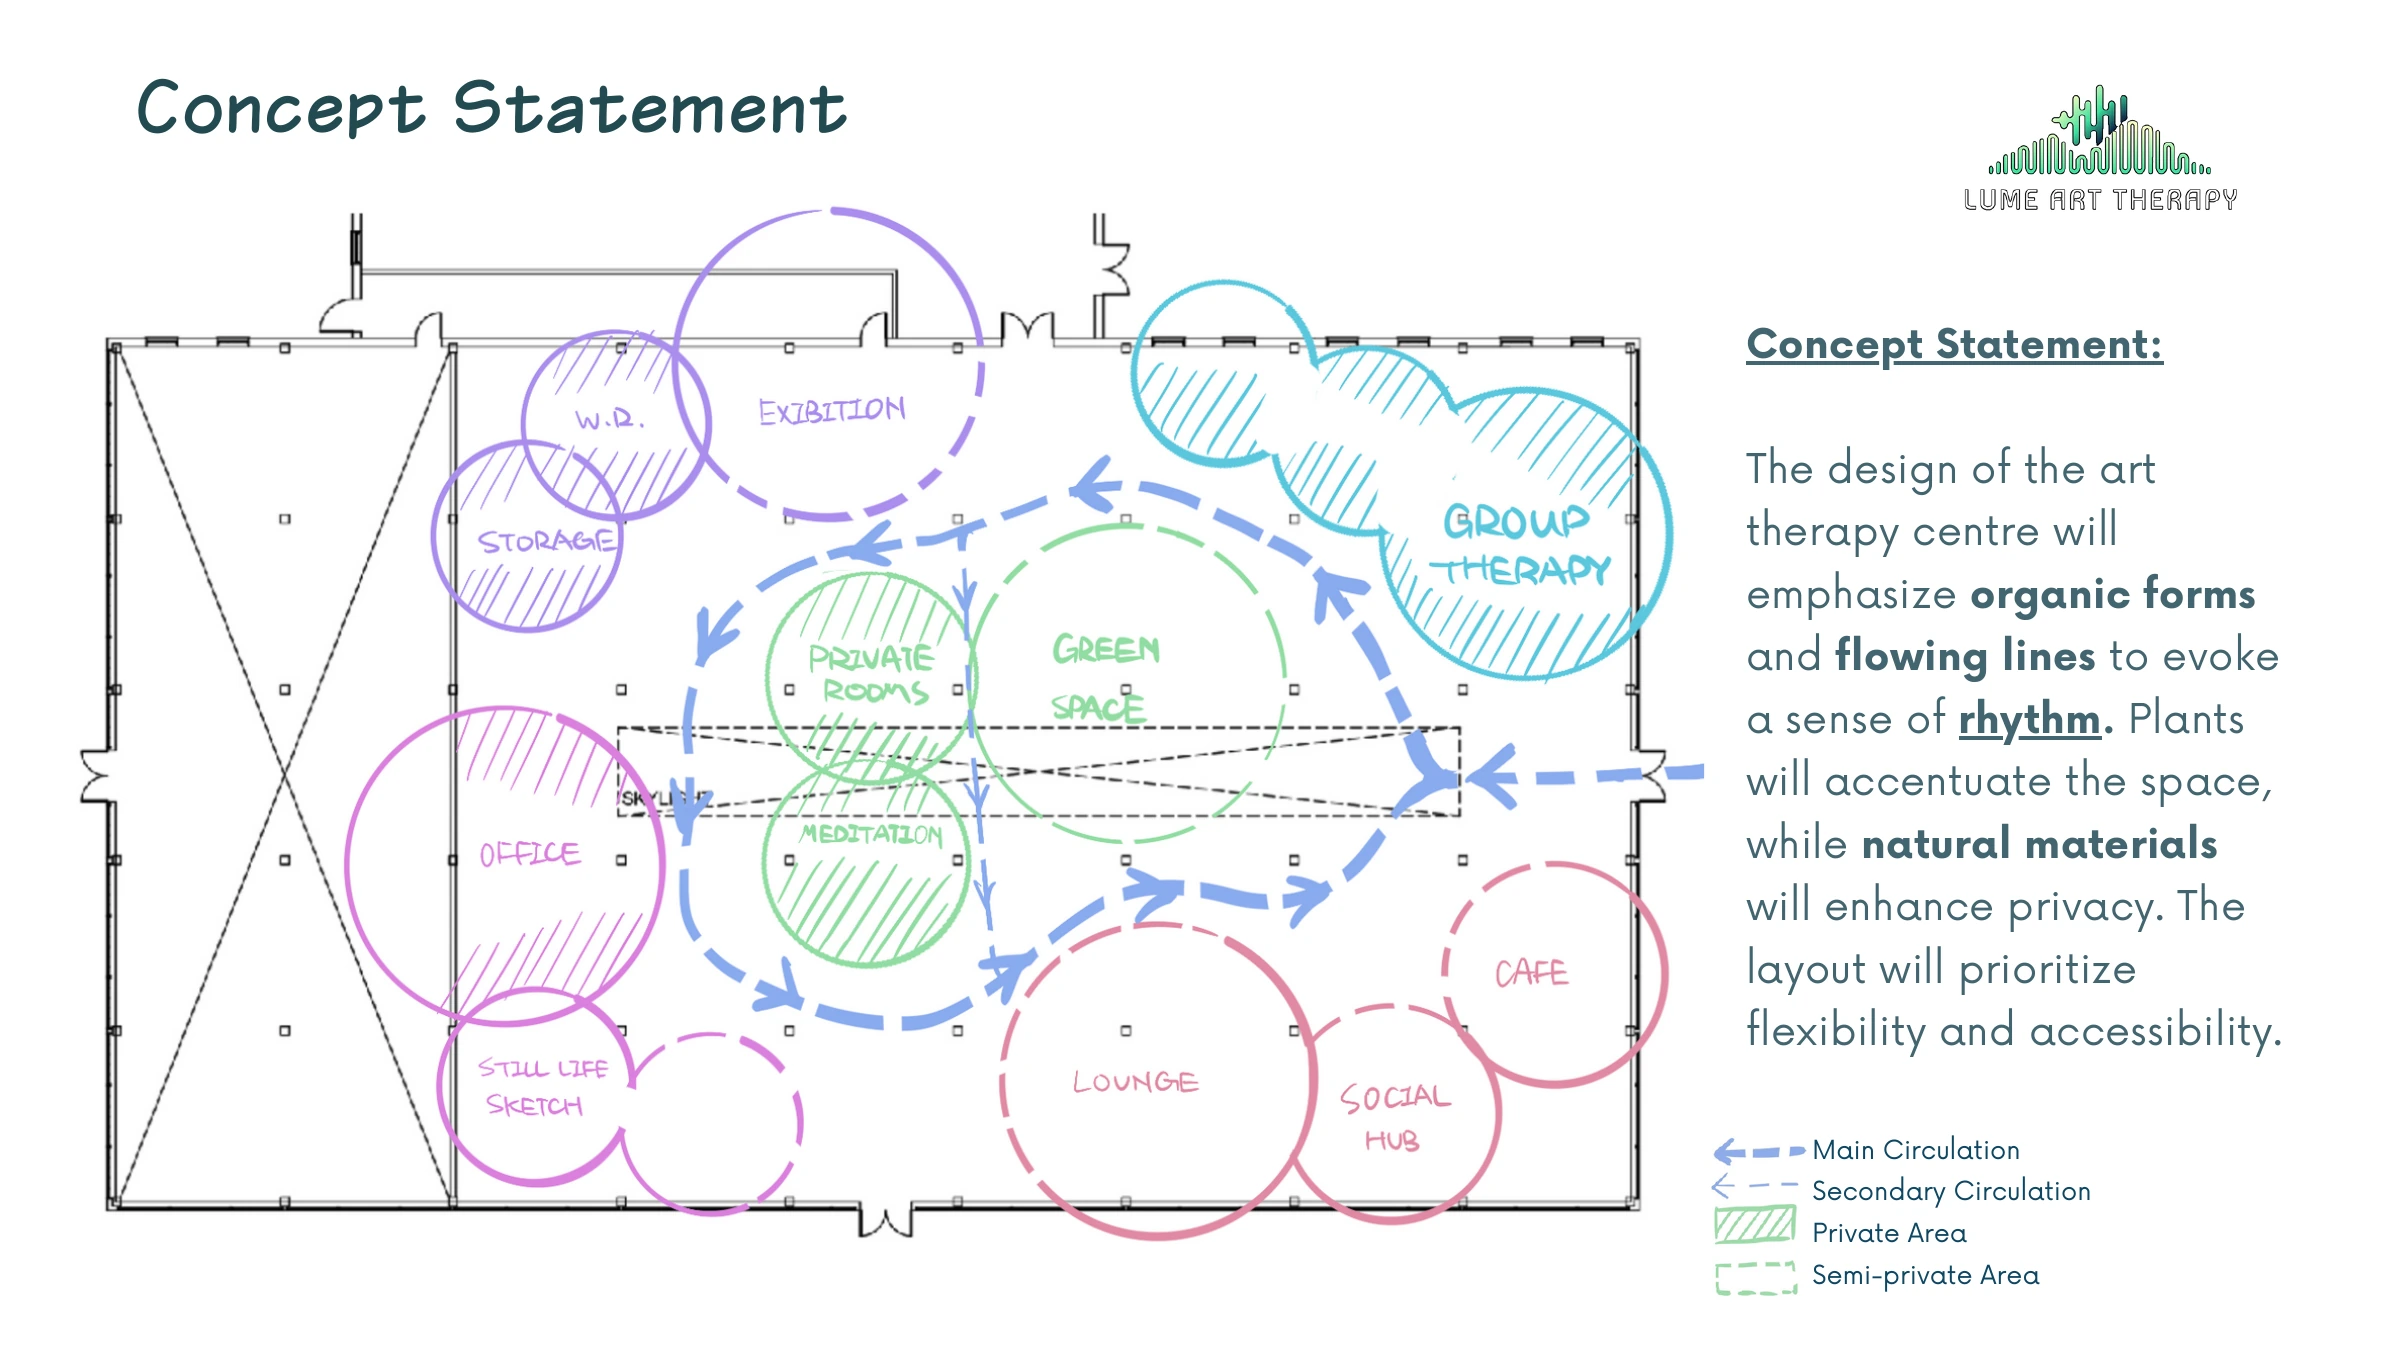 Concept Statement
LUME ART THERAPY
W.R.
EXIBITION
STORAGE
GROUP
THERAPY
PRIVATE
ROOMS
GREEN
SPACE
SKYLIGHT
MEDITATION
OFFICE
STILL LIFE
SKETCH
LOUNGE
SOCIAL
HUB
CAFE
Concept Statement:
The design of the art
therapy centre will
emphasize organic forms
and flowing lines to evoke
a sense of rhythm. Plants
will accentuate the space,
while natural materials
will enhance privacy. The
layout will prioritize
flexibility and accessibility.
Main Circulation
Secondary Circulation
Private Area
Semi-private Area